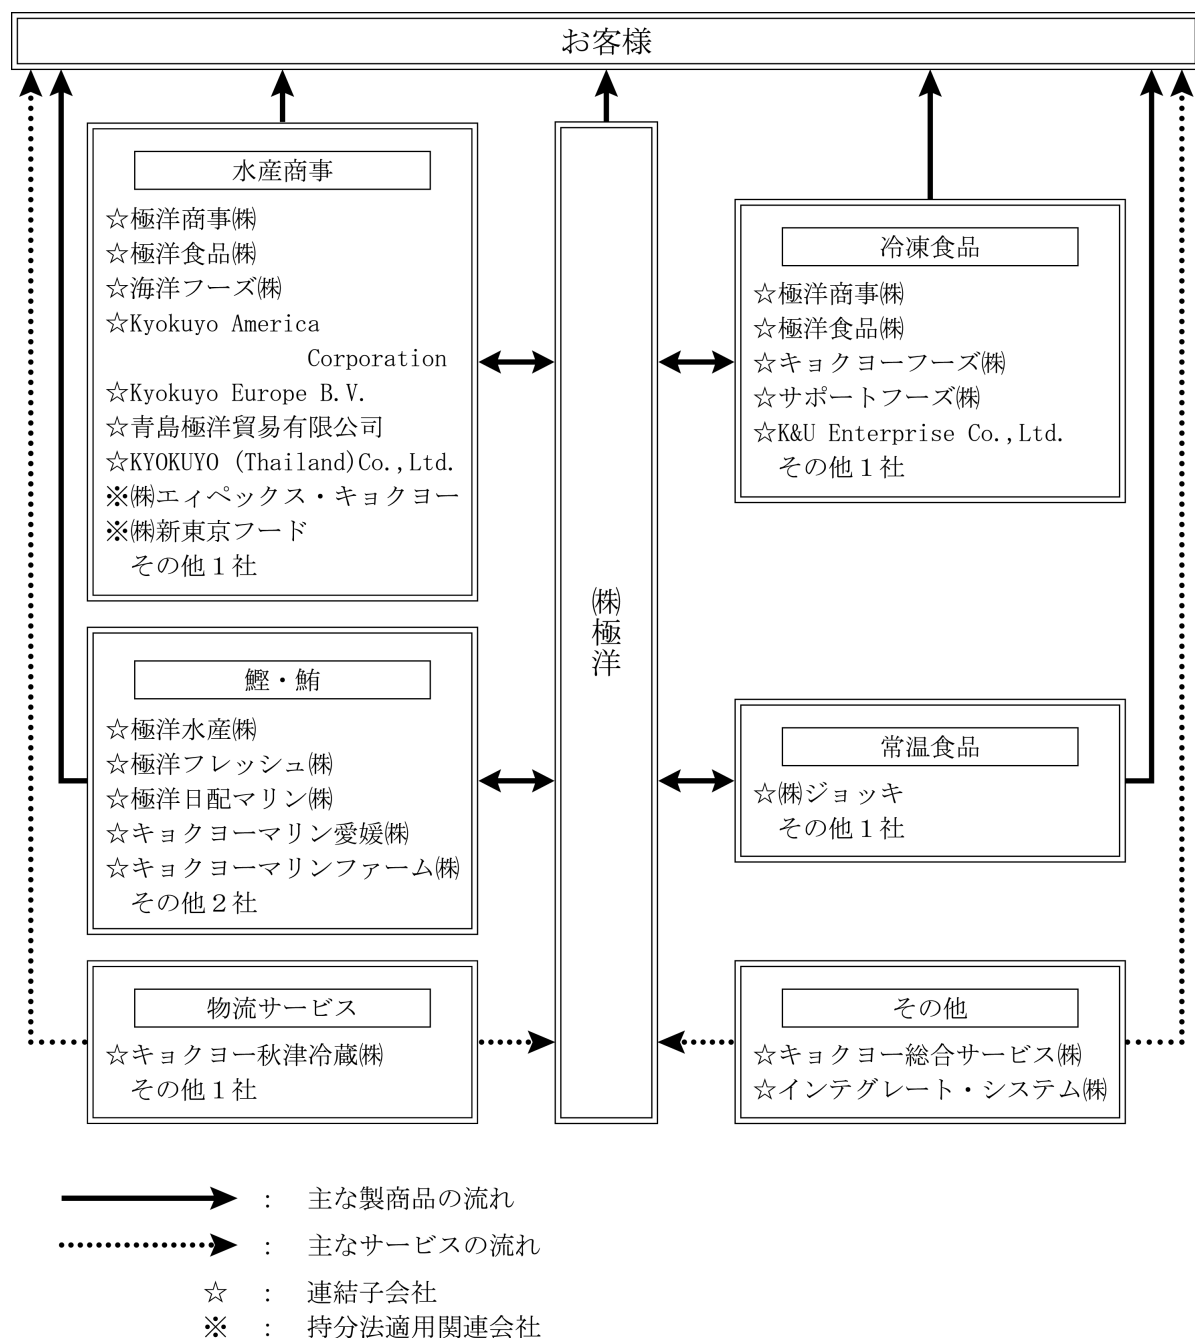 お客様
水産商事
☆極洋商事㈱
☆極洋食品㈱
☆海洋フーズ㈱
☆Kyokuyo America
Corporation
☆Kyokuyo Europe B.V.
☆青島極洋貿易有限公司
☆KYOKUYO (Thailand)Co.,Ltd.
※㈱エィペックス・キョクヨー
※㈱新東京フード
その他１社
鰹・鮪
☆極洋水産㈱
☆極洋フレッシュ㈱
☆極洋日配マリン㈱
☆キョクヨーマリン愛媛㈱
☆キョクヨーマリンファーム㈱
その他２社
物流サービス
☆キョクヨー秋津冷蔵㈱
その他１社
㈱極洋
冷凍食品
☆極洋商事㈱
☆極洋食品㈱
☆キョクヨーフーズ㈱
☆サポートフーズ㈱
☆K&U Enterprise Co.,Ltd.
その他１社
常温食品
☆㈱ジョッキ
その他１社
その他
☆キョクヨー総合サービス㈱
☆インテグレート・システム㈱
： 主な製商品の流れ
： 主なサービスの流れ
☆ ： 連結子会社
※ ： 持分法適用関連会社